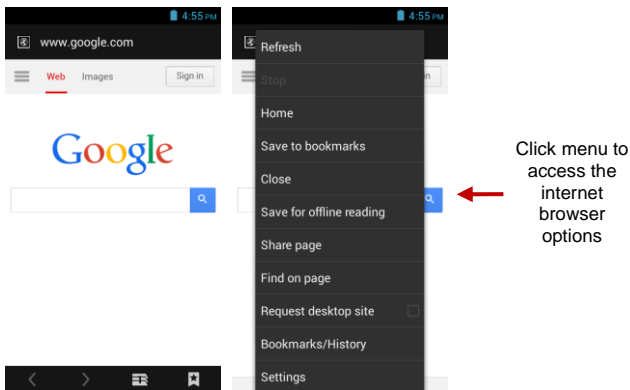 4:55 PM
www.google.com
Web Images Sign in
Google
4:55 PM
Refresh
Stop
Home
Save to bookmarks
Close
Save for offline reading
Share page
Find on page
Request desktop site
Bookmarks/History
Settings
in
Click menu to
access the
internet
browser
options